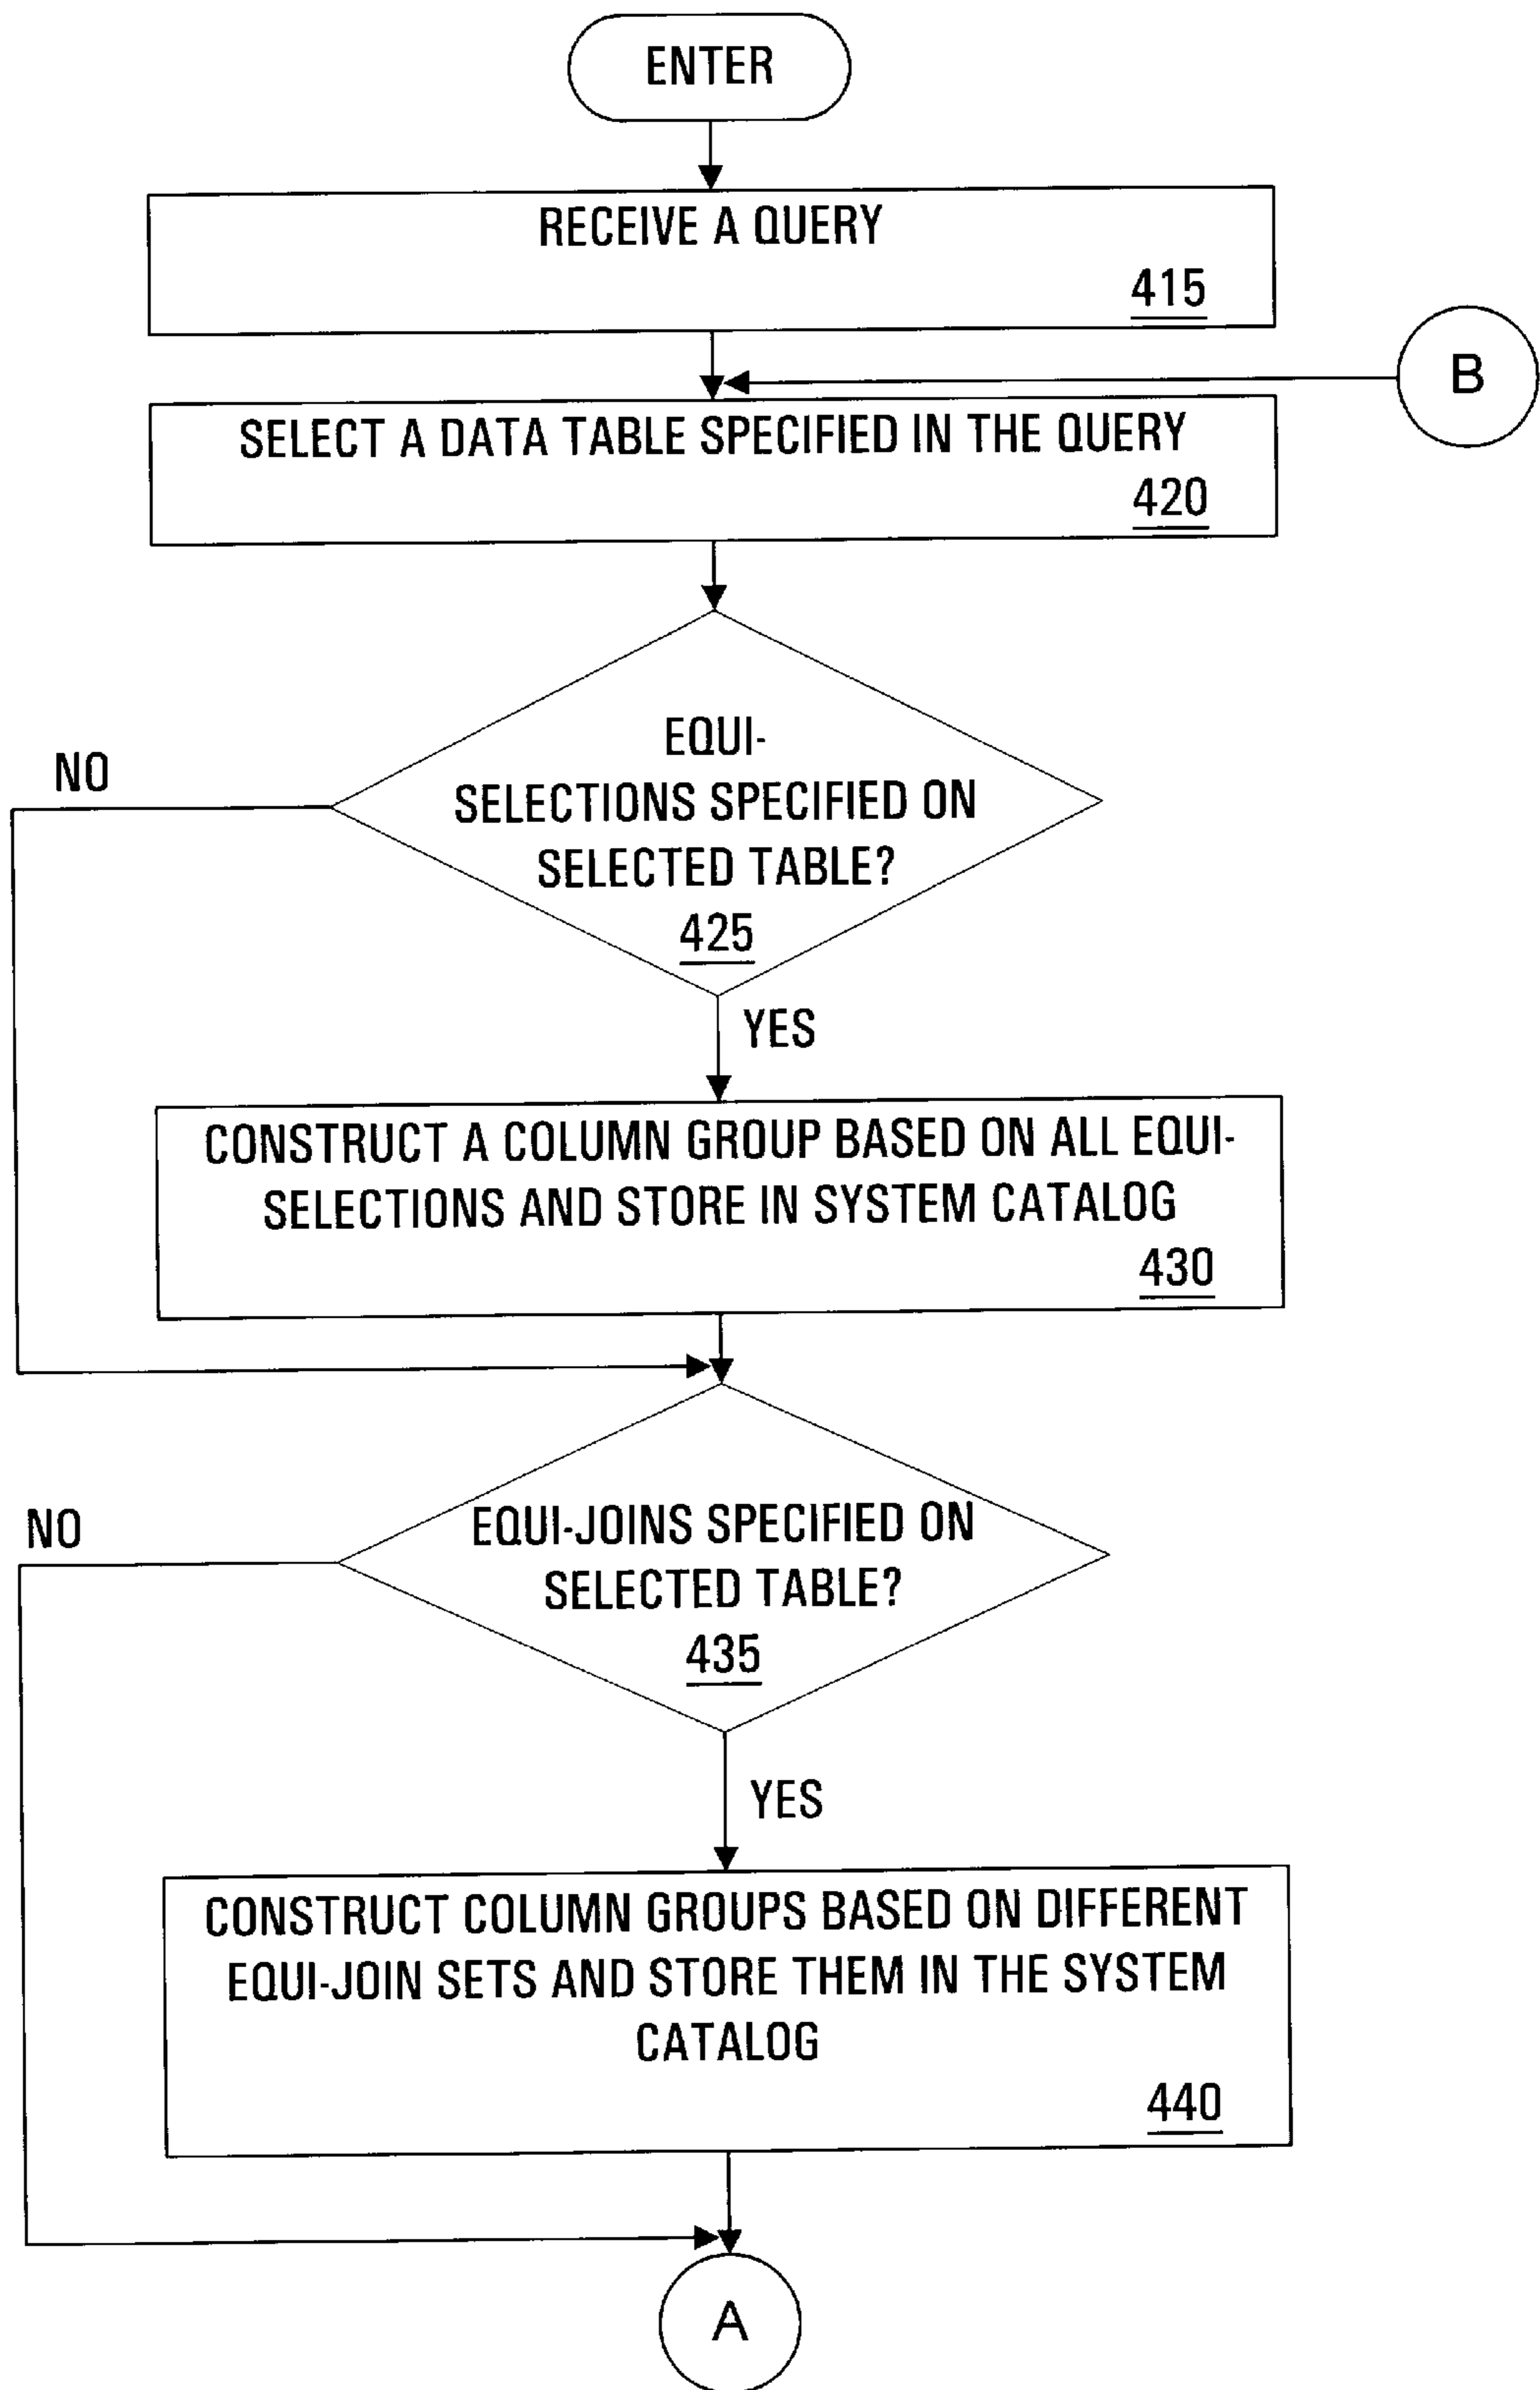 ENTER
RECEIVE A QUERY
415
B
SELECT A DATA TABLE SPECIFIED IN THE QUERY
420
EQUI-
SELECTIONS SPECIFIED ON
SELECTED TABLE?
425
NO
YES
CONSTRUCT A COLUMN GROUP BASED ON ALL EQUI-
SELECTIONS AND STORE IN SYSTEM CATALOG
430
EQUI-JOINS SPECIFIED ON
SELECTED TABLE?
435
NO
YES
CONSTRUCT COLUMN GROUPS BASED ON DIFFERENT
EQUI-JOIN SETS AND STORE THEM IN THE SYSTEM
CATALOG
440
A